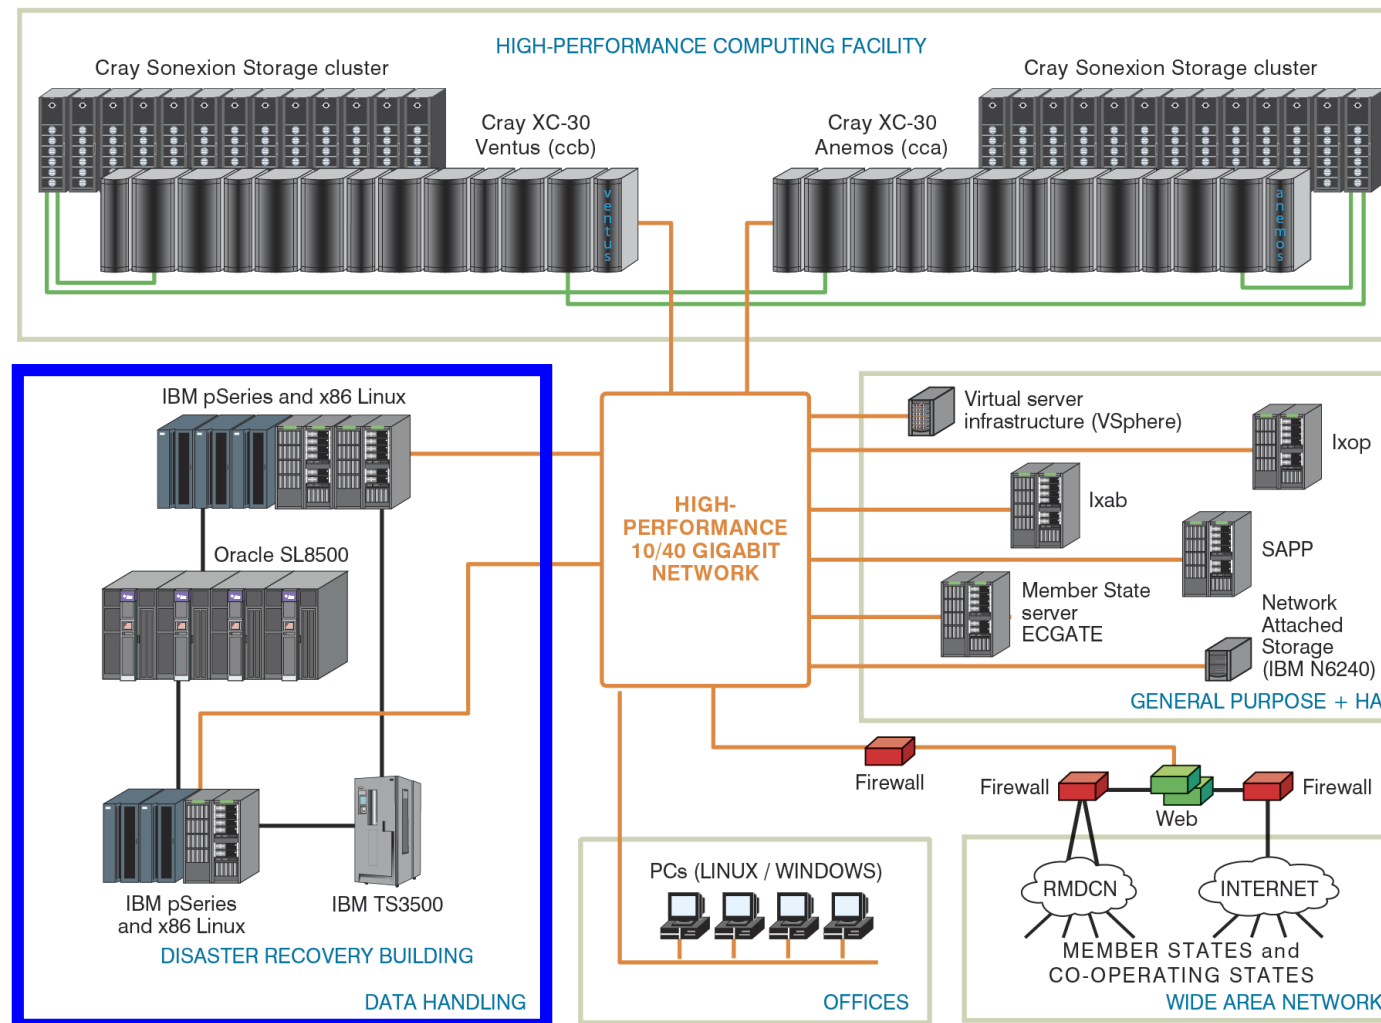 HIGH-PERFORMANCE COMPUTING FACILITY
Cray Sonexion Storage cluster
Cray Sonexion Storage cluster
Cray XC-30
Ventus (ccb)
Cray XC-30
Anemos (cca)
ventus
anemos
IBM pSeries and x86 Linux
Oracle SL8500
IBM pSeries
and x86 Linux
IBM TS3500
DISASTER RECOVERY BUILDING
DATA HANDLING
HIGH-
PERFORMANCE
10/40 GIGABIT
NETWORK
Virtual server
infrastructure (VSphere)
Ixop
Ixab
SAPP
Member State
server
ECGATE
Network
Attached
Storage
(IBM N6240)
GENERAL PURPOSE + HA
Firewall
Firewall
Web
Firewall
PCs (LINUX / WINDOWS)
OFFICES
RMDCN
INTERNET
MEMBER STATES and
CO-OPERATING STATES
WIDE AREA NETWORK